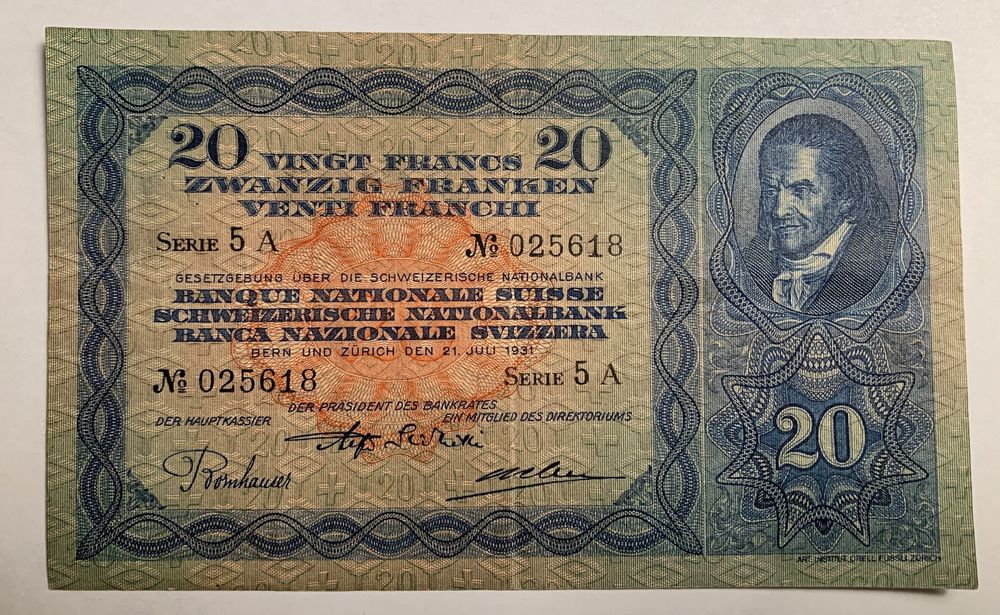 20 VINGT FRANCS 20
ZWANZIG FRANKEN
VENTI FRANCHI
SERIE 5 A № 025618
GESETZGEBUNG ÜBER DIE SCHWEIZERISCHE NATIONALBANK
BANQUE NATIONALE SUISSE
SCHWEIZERISCHE NATIONALBANK
BANCA NAZIONALE SVIZZERA
BERN UND ZÜRICH DEN 21. JULI 1931
№ 025618 SERIE 5 A
DER PRÄSIDENT DES BANKRATES
DER HAUPTKASSIER EIN MITGLIED DES DIREKTORIUMS
Bornhauser
20
ART. INSTITUT ORELL FÜSSLI, ZÜRICH